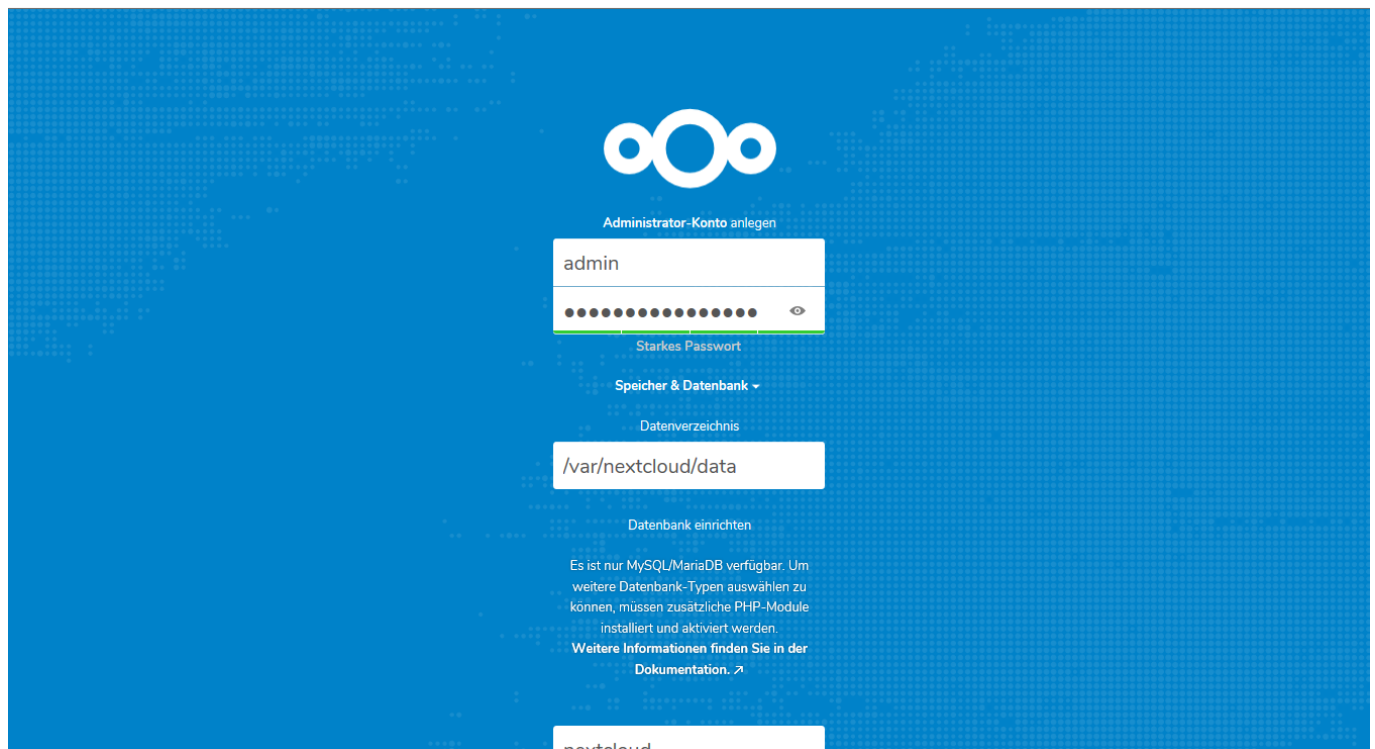 Administrator-Konto anlegen
admin
Starkes Passwort
Speicher & Datenbank
Datenverzeichnis
/var/nextcloud/data
Datenbank einrichten
Es ist nur MySQL/MariaDB verfügbar. Um
weitere Datenbank-Typen auswählen zu
können, müssen zusätzliche PHP-Module
installiert und aktiviert werden.
Weitere Informationen finden Sie in der
Dokumentation. ↗
nextcloud